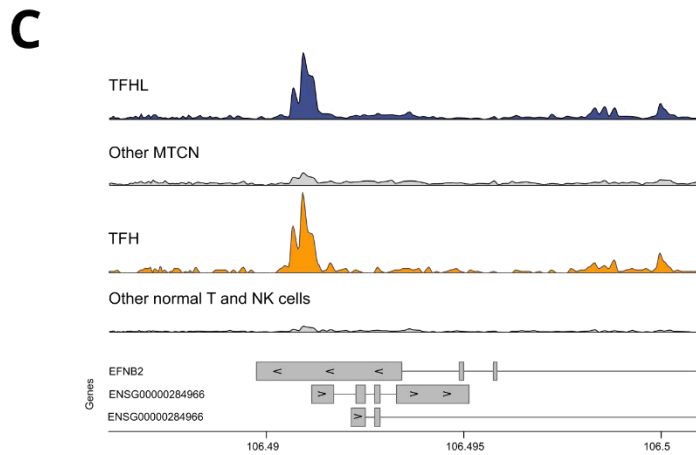 C
TFHL
Other MTCN
TFH
Other normal T and NK cells
Genes
EFNB2
ENSG00000284966
ENSG00000284966
106.49
106.495
106.5